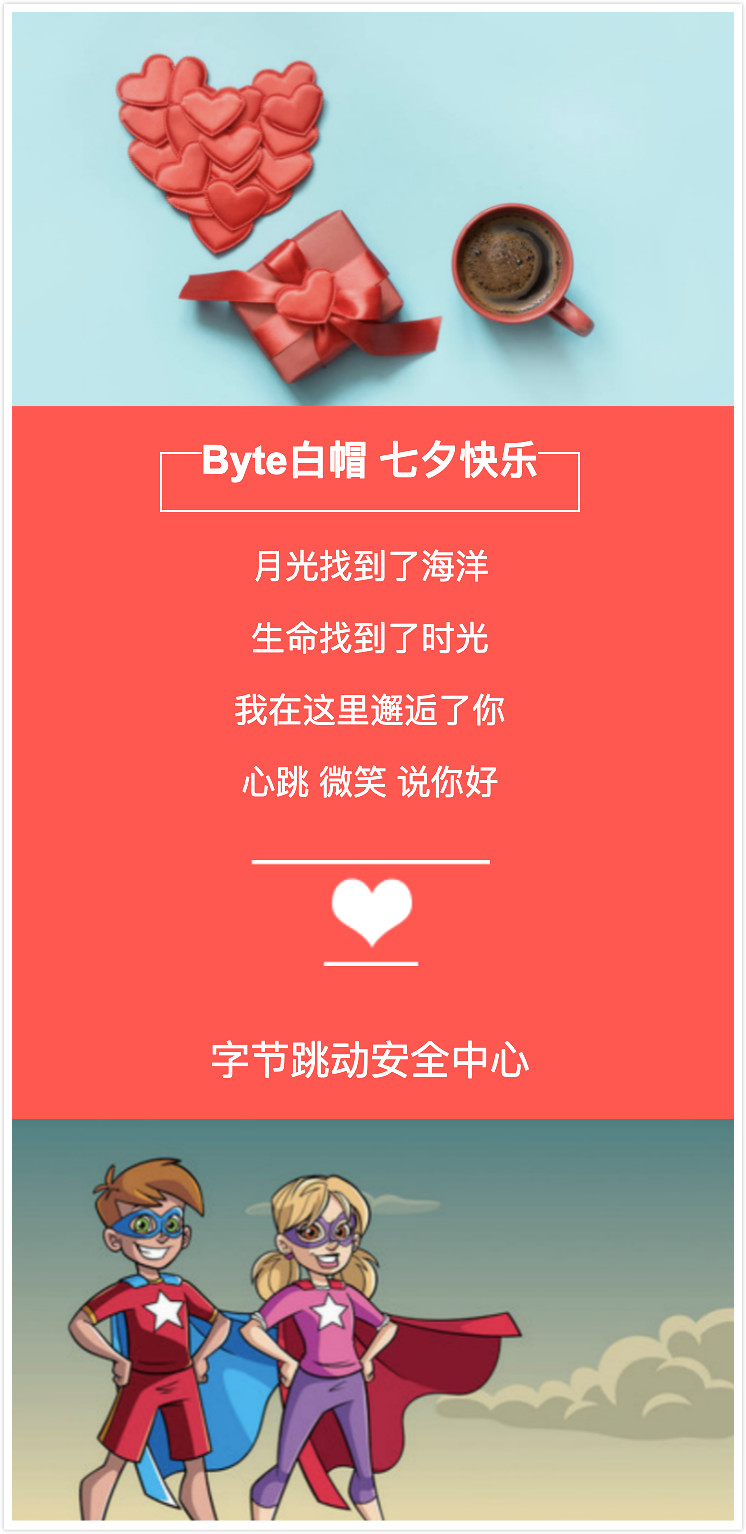 Byte白帽 七夕快乐
月光找到了海洋
生命找到了时光
我在这里邂逅了你
心跳 微笑 说你好
字节跳动安全中心